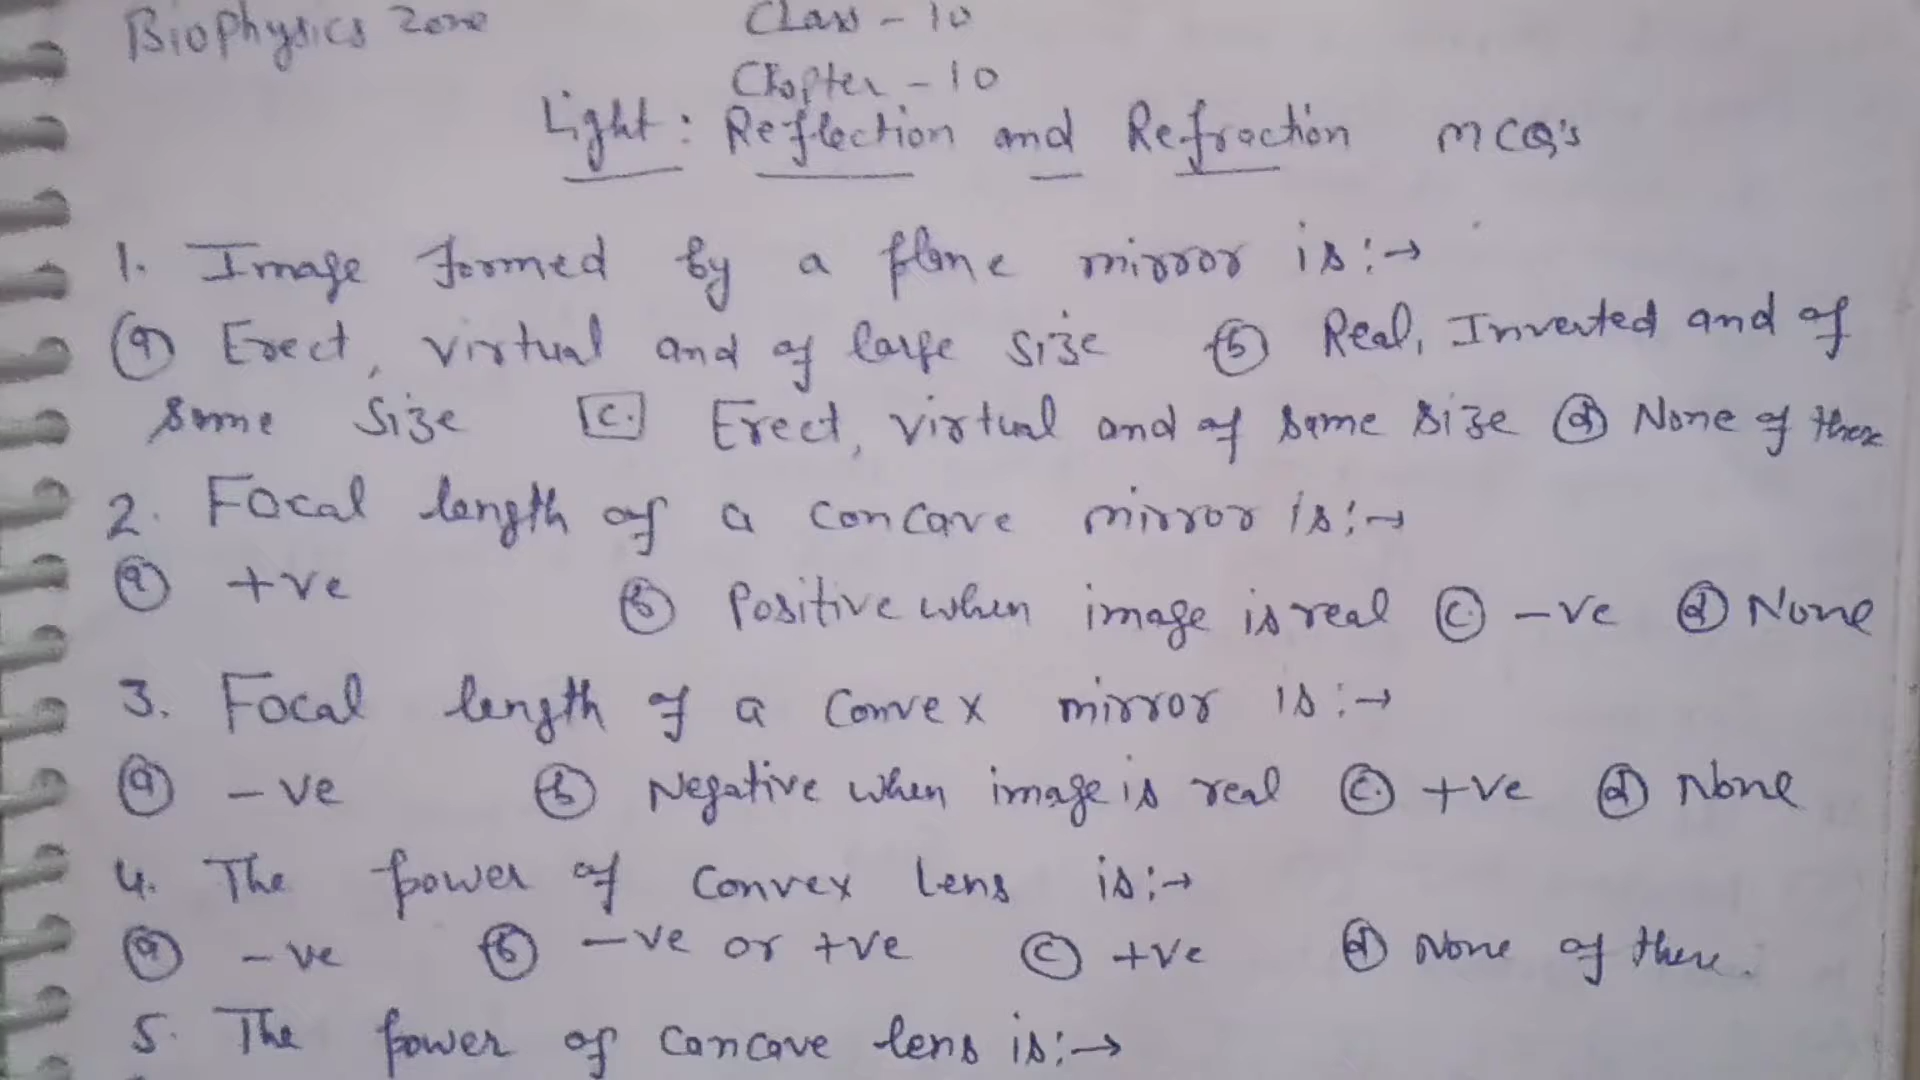 Biophysics Zone
Class - 10
Chapter - 10
Light : Reflection and Refraction MCQ's
1. Image formed by a plane mirror is :→
(a) Erect, virtual and of large size (b) Real, Inverted and of
same size [c.] Erect, virtual and of same size (d) None of these
2. Focal length of a concave mirror is :→
(a) +ve (b) Positive when image is real (c) -ve (d) None
3. Focal length of a convex mirror is :→
(a) -ve (b) Negative when image is real (c) +ve (d) None
4. The power of convex lens is :→
(a) -ve (b) -ve or +ve (c) +ve (d) None of these.
5. The power of concave lens is :→